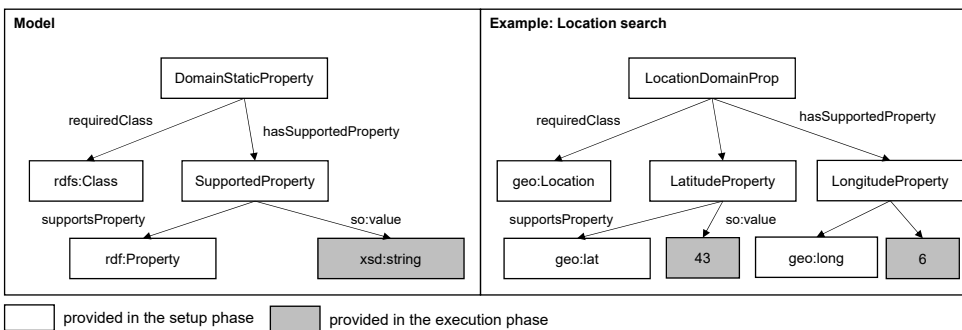 Model
DomainStaticProperty
requiredClass
hasSupportedProperty
rdfs:Class
SupportedProperty
supportsProperty
so:value
rdf:Property
xsd:string
Example: Location search
LocationDomainProp
requiredClass
hasSupportedProperty
geo:Location
LatitudeProperty
LongitudeProperty
supportsProperty
so:value
geo:lat
43
geo:long
6
provided in the setup phase
provided in the execution phase